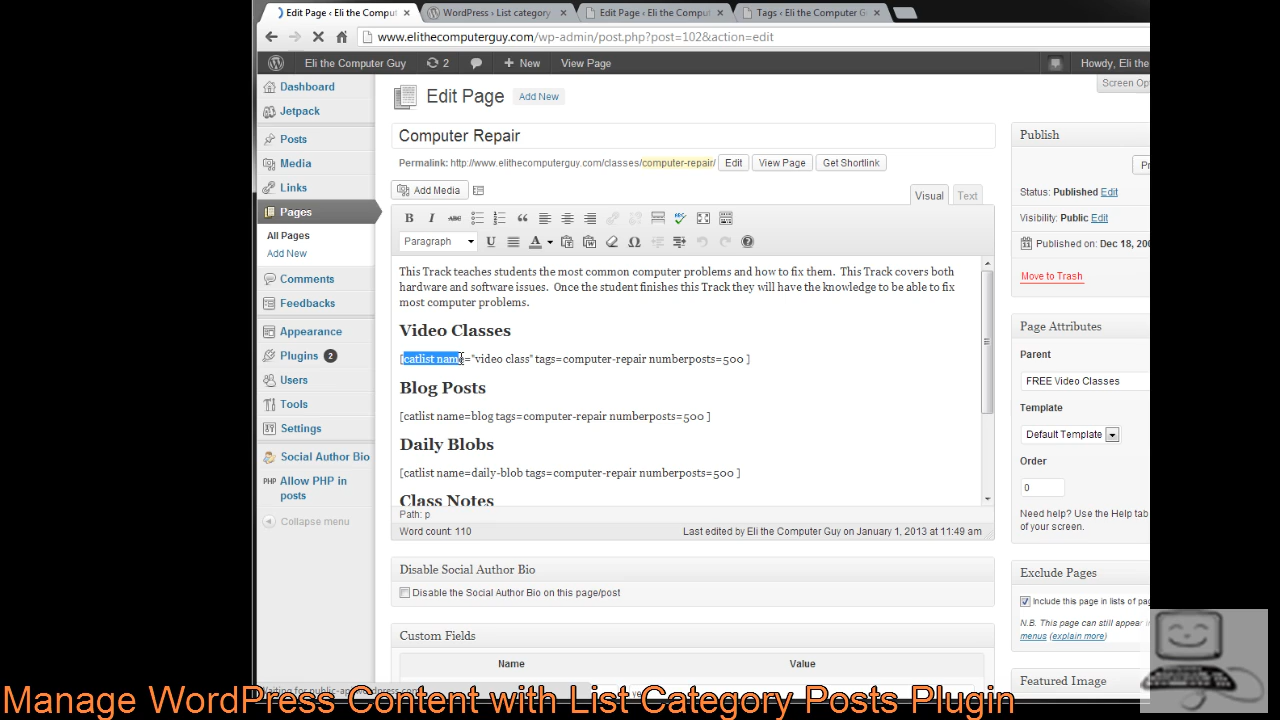 Edit Page ‹ Eli the Comput × WordPress › List category × Edit Page ‹ Eli the Comput × Tags ‹ Eli the Computer G ×
www.elithecomputerguy.com/wp-admin/post.php?post=102&action=edit
Eli the Computer Guy 2 + New View Page Howdy, Eli the
Dashboard
Jetpack
Posts
Media
Links
Pages
All Pages
Add New
Comments
Feedbacks
Appearance
Plugins 2
Users
Tools
Settings
Social Author Bio
PHP Allow PHP in
posts
Collapse menu
Screen Op
Edit Page Add New
Computer Repair
Permalink: http://www.elithecomputerguy.com/classes/computer-repair/ Edit View Page Get Shortlink
Add Media
Visual Text
B I ABC
Paragraph U A Ω
This Track teaches students the most common computer problems and how to fix them. This Track covers both
hardware and software issues. Once the student finishes this Track they will have the knowledge to be able to fix
most computer problems.
Video Classes
[catlist name="video class" tags=computer-repair numberposts=500 ]
Blog Posts
[catlist name=blog tags=computer-repair numberposts=500 ]
Daily Blobs
[catlist name=daily-blob tags=computer-repair numberposts=500 ]
Class Notes
Path: p
Word count: 110 Last edited by Eli the Computer Guy on January 1, 2013 at 11:49 am
Disable Social Author Bio
Disable the Social Author Bio on this page/post
Custom Fields
Name Value
Publish
Pr
Status: Published Edit
Visibility: Public Edit
Published on: Dec 18, 200
Move to Trash
Page Attributes
Parent
FREE Video Classes
Template
Default Template
Order
0
Need help? Use the Help tab
of your screen.
Exclude Pages
Include this page in lists of pag
N.B. This page can still appear i
menus (explain more)
Featured Image
Manage WordPress Content with List Category Posts Plugin